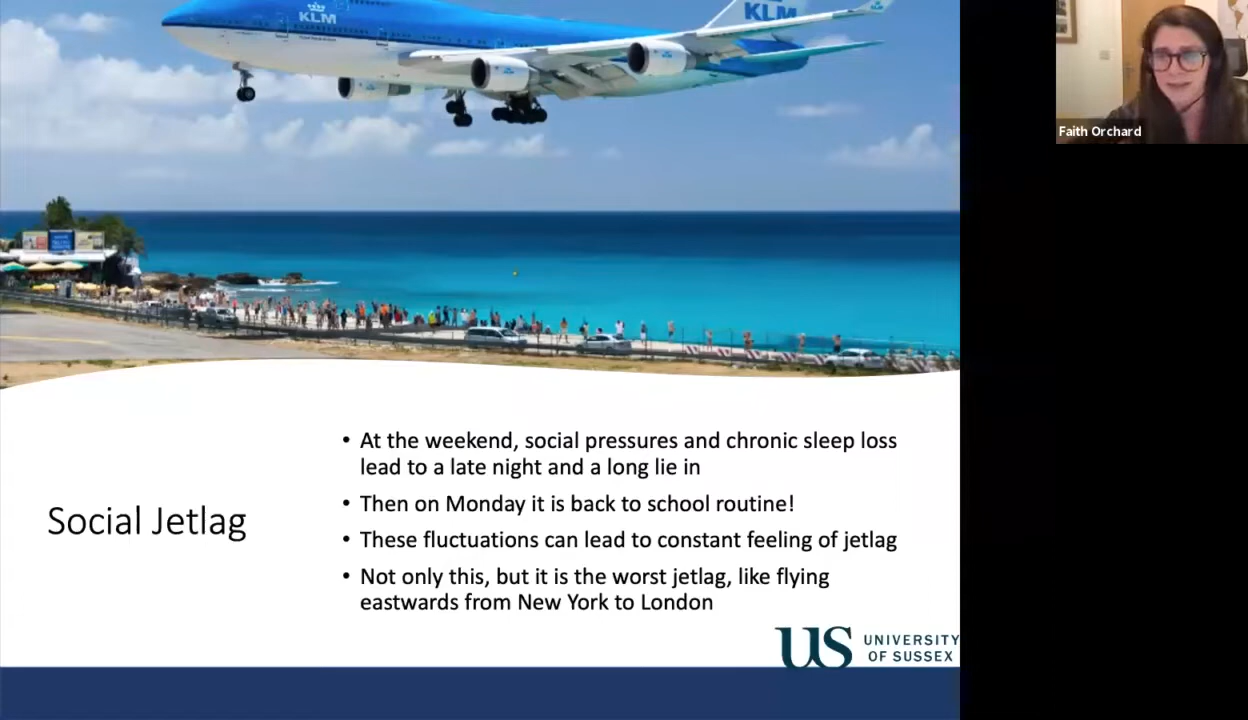 KLM
KLM
Faith Orchard
Social Jetlag
• At the weekend, social pressures and chronic sleep loss
lead to a late night and a long lie in
• Then on Monday it is back to school routine!
• These fluctuations can lead to constant feeling of jetlag
• Not only this, but it is the worst jetlag, like flying
eastwards from New York to London
US UNIVERSITY
OF SUSSEX